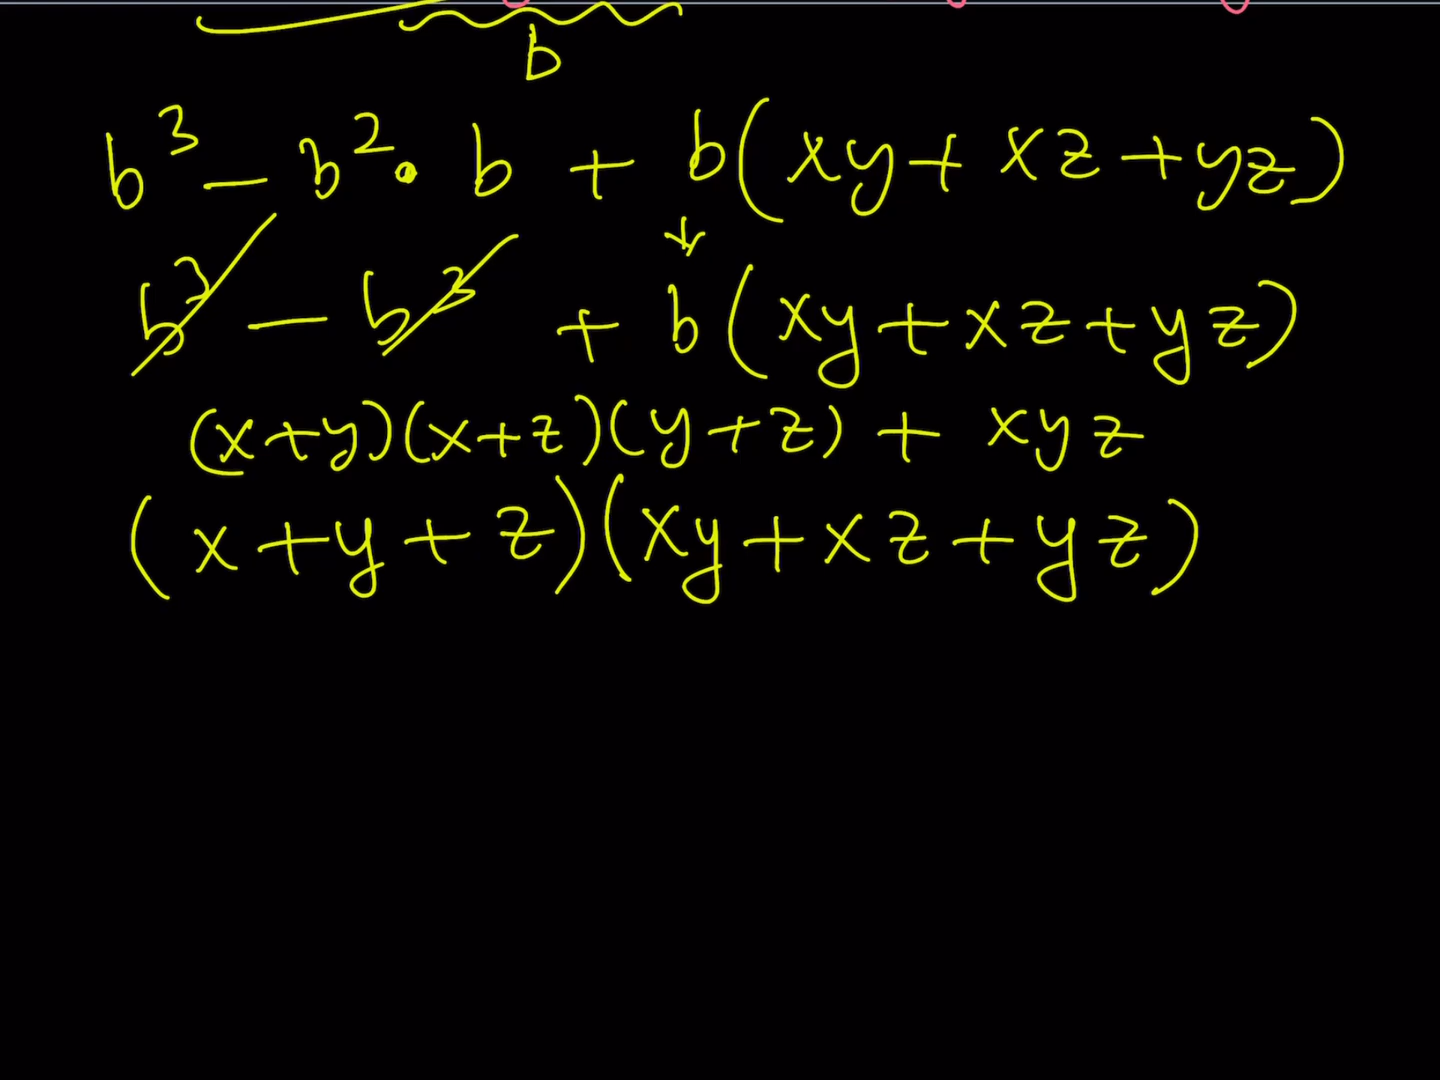 b
b³ − b² • b + b(xy + xz + yz)
b³ − b³ + b(xy + xz + yz)
(x+y)(x+z)(y+z) + xyz
(x+y+z)(xy+xz+yz)